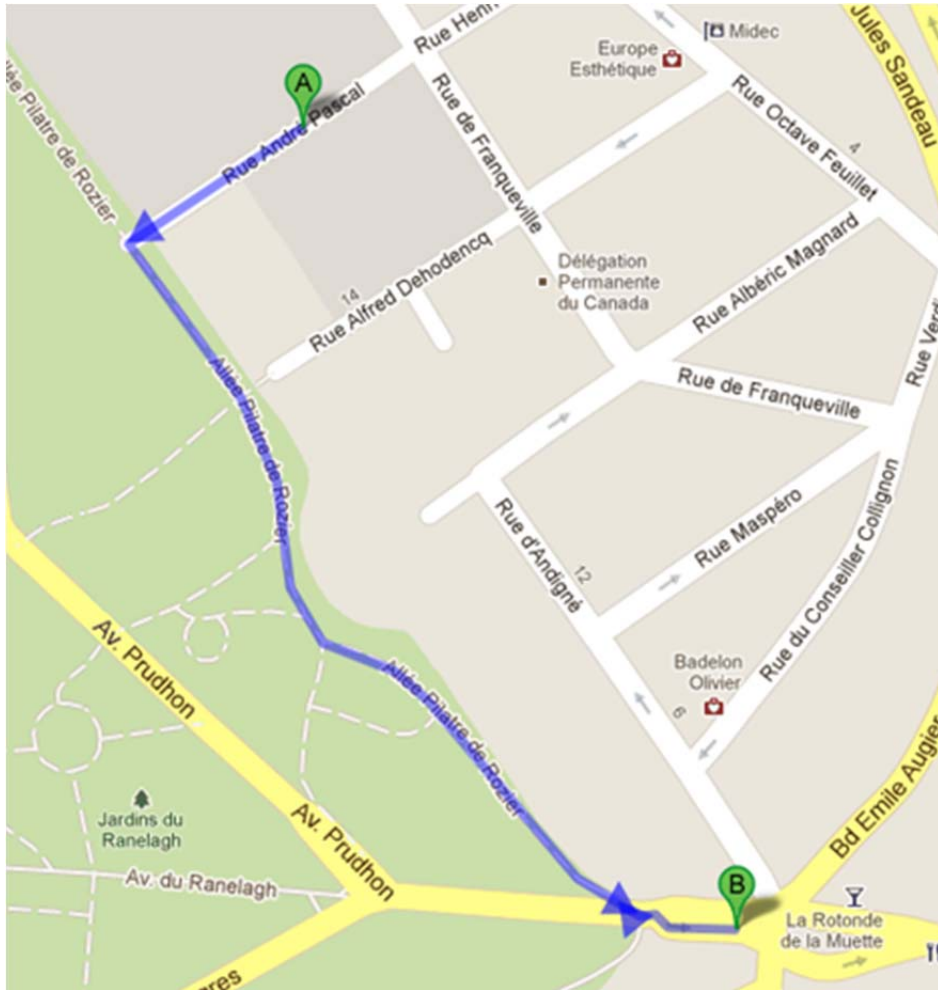 Rue Henri
Midec
Jules Sandeau
Europe
Esthétique
A
Allée Pilatre de Rozier
Rue André Pascal
Rue de Franqueville
Rue Octave Feuillet
4
Rue Alfred Dehodencq
14
Délégation
Permanente
du Canada
Rue Albéric Magnard
Rue Verdi
Allée Pilatre de Rozier
Rue de Franqueville
Rue Maspéro
Rue d'Andigné
12
Rue du Conseiller Collignon
Av. Prudhon
Badelon
Olivier
6
Allée Pilatre de Rozier
Jardins du
Ranelagh
Av. Prudhon
Bd Emile Augier
Av. du Ranelagh
B
La Rotonde
de la Muette
res